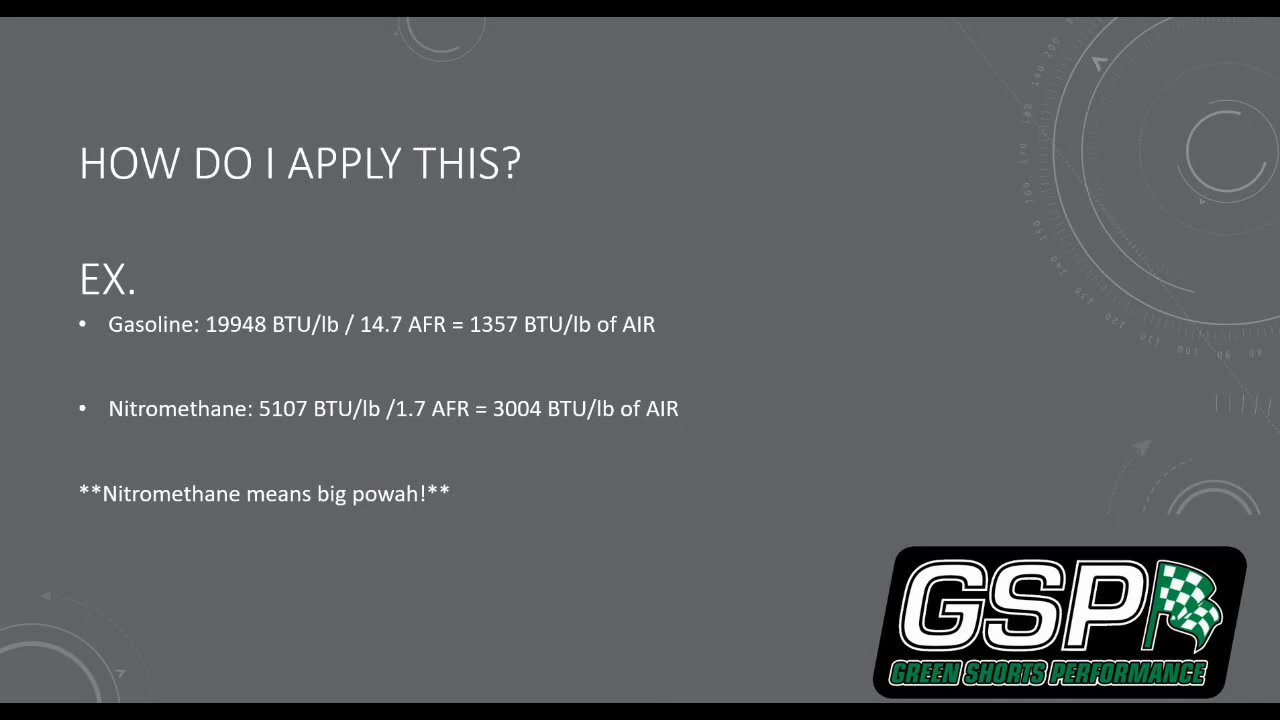 HOW DO I APPLY THIS?
EX.
• Gasoline: 19948 BTU/lb / 14.7 AFR = 1357 BTU/lb of AIR
• Nitromethane: 5107 BTU/lb /1.7 AFR = 3004 BTU/lb of AIR
**Nitromethane means big powah!**
GSP
GREEN SHORTS PERFORMANCE